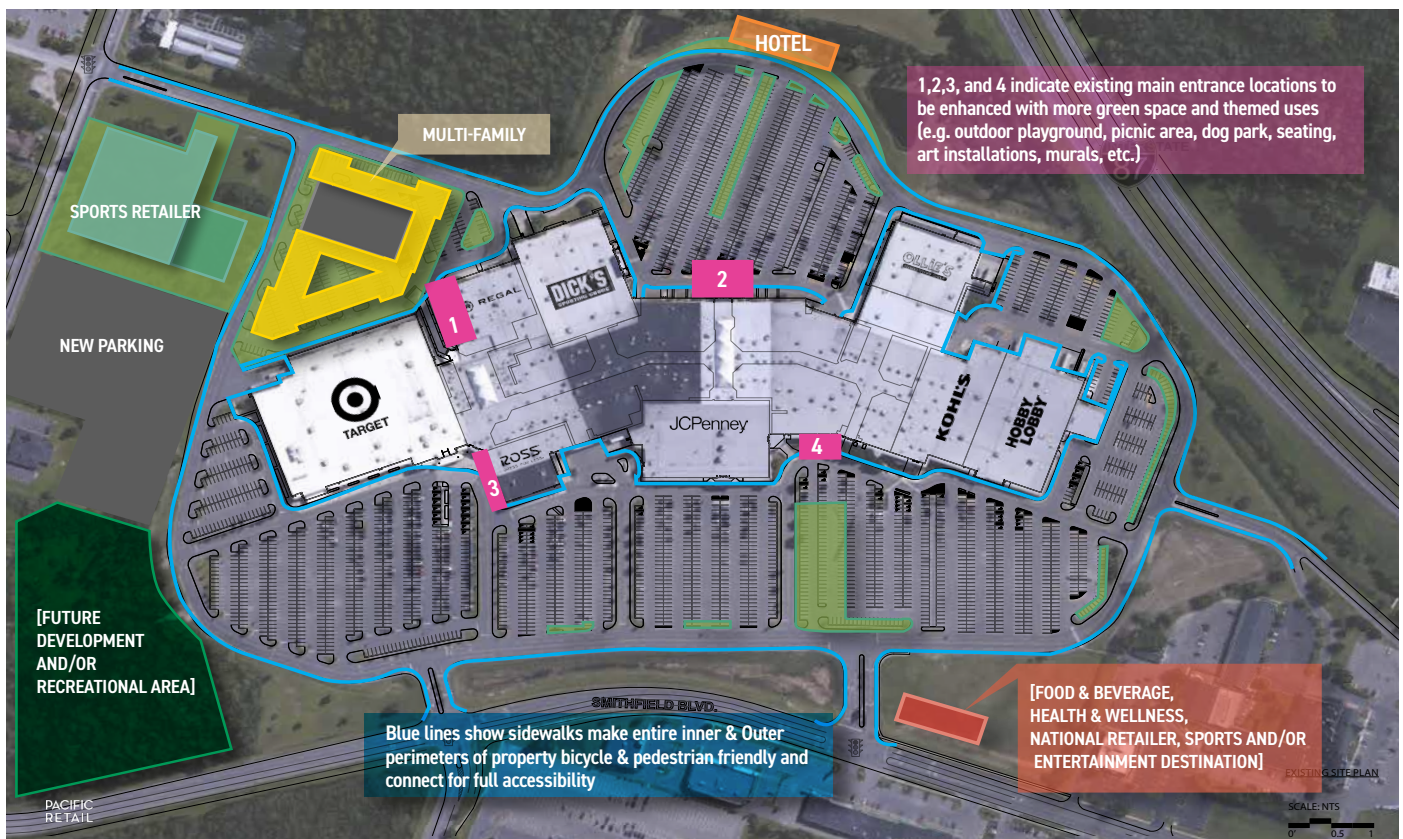 HOTEL
1,2,3, and 4 indicate existing main entrance locations to
be enhanced with more green space and themed uses
(e.g. outdoor playground, picnic area, dog park, seating,
art installations, murals, etc.)
87
MULTI-FAMILY
SPORTS RETAILER
NEW PARKING
1
REGAL
DICK'S
SPORTING GOODS
2
OLLIE'S
TARGET
ROSS
3
JCPenney
4
KOHL'S
HOBBY
LOBBY
[FUTURE
DEVELOPMENT
AND/OR
RECREATIONAL AREA]
SMITHFIELD BLVD.
Blue lines show sidewalks make entire inner & Outer
perimeters of property bicycle & pedestrian friendly and
connect for full accessibility
[FOOD & BEVERAGE,
HEALTH & WELLNESS,
NATIONAL RETAILER, SPORTS AND/OR
ENTERTAINMENT DESTINATION]
EXISTING SITE PLAN
SCALE: NTS
0' 0.5 1
PACIFIC
RETAIL